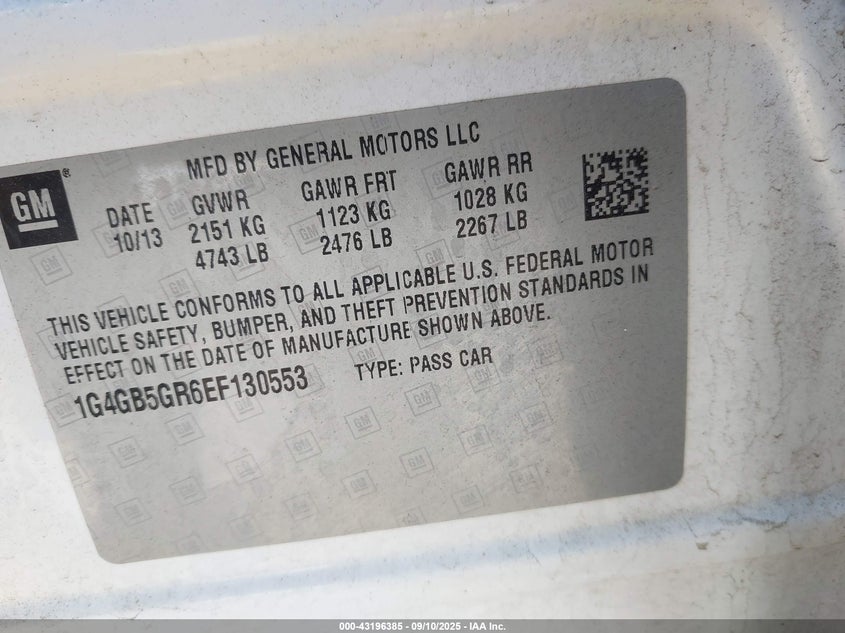 MFD BY GENERAL MOTORS LLC
GM ®
DATE GVWR GAWR FRT GAWR RR
10/13 2151 KG 1123 KG 1028 KG
4743 LB 2476 LB 2267 LB
THIS VEHICLE CONFORMS TO ALL APPLICABLE U.S. FEDERAL MOTOR
VEHICLE SAFETY, BUMPER, AND THEFT PREVENTION STANDARDS IN
EFFECT ON THE DATE OF MANUFACTURE SHOWN ABOVE.
1G4GB5GR6EF130553 TYPE: PASS CAR
000-43196385 - 09/10/2025 - IAA Inc.